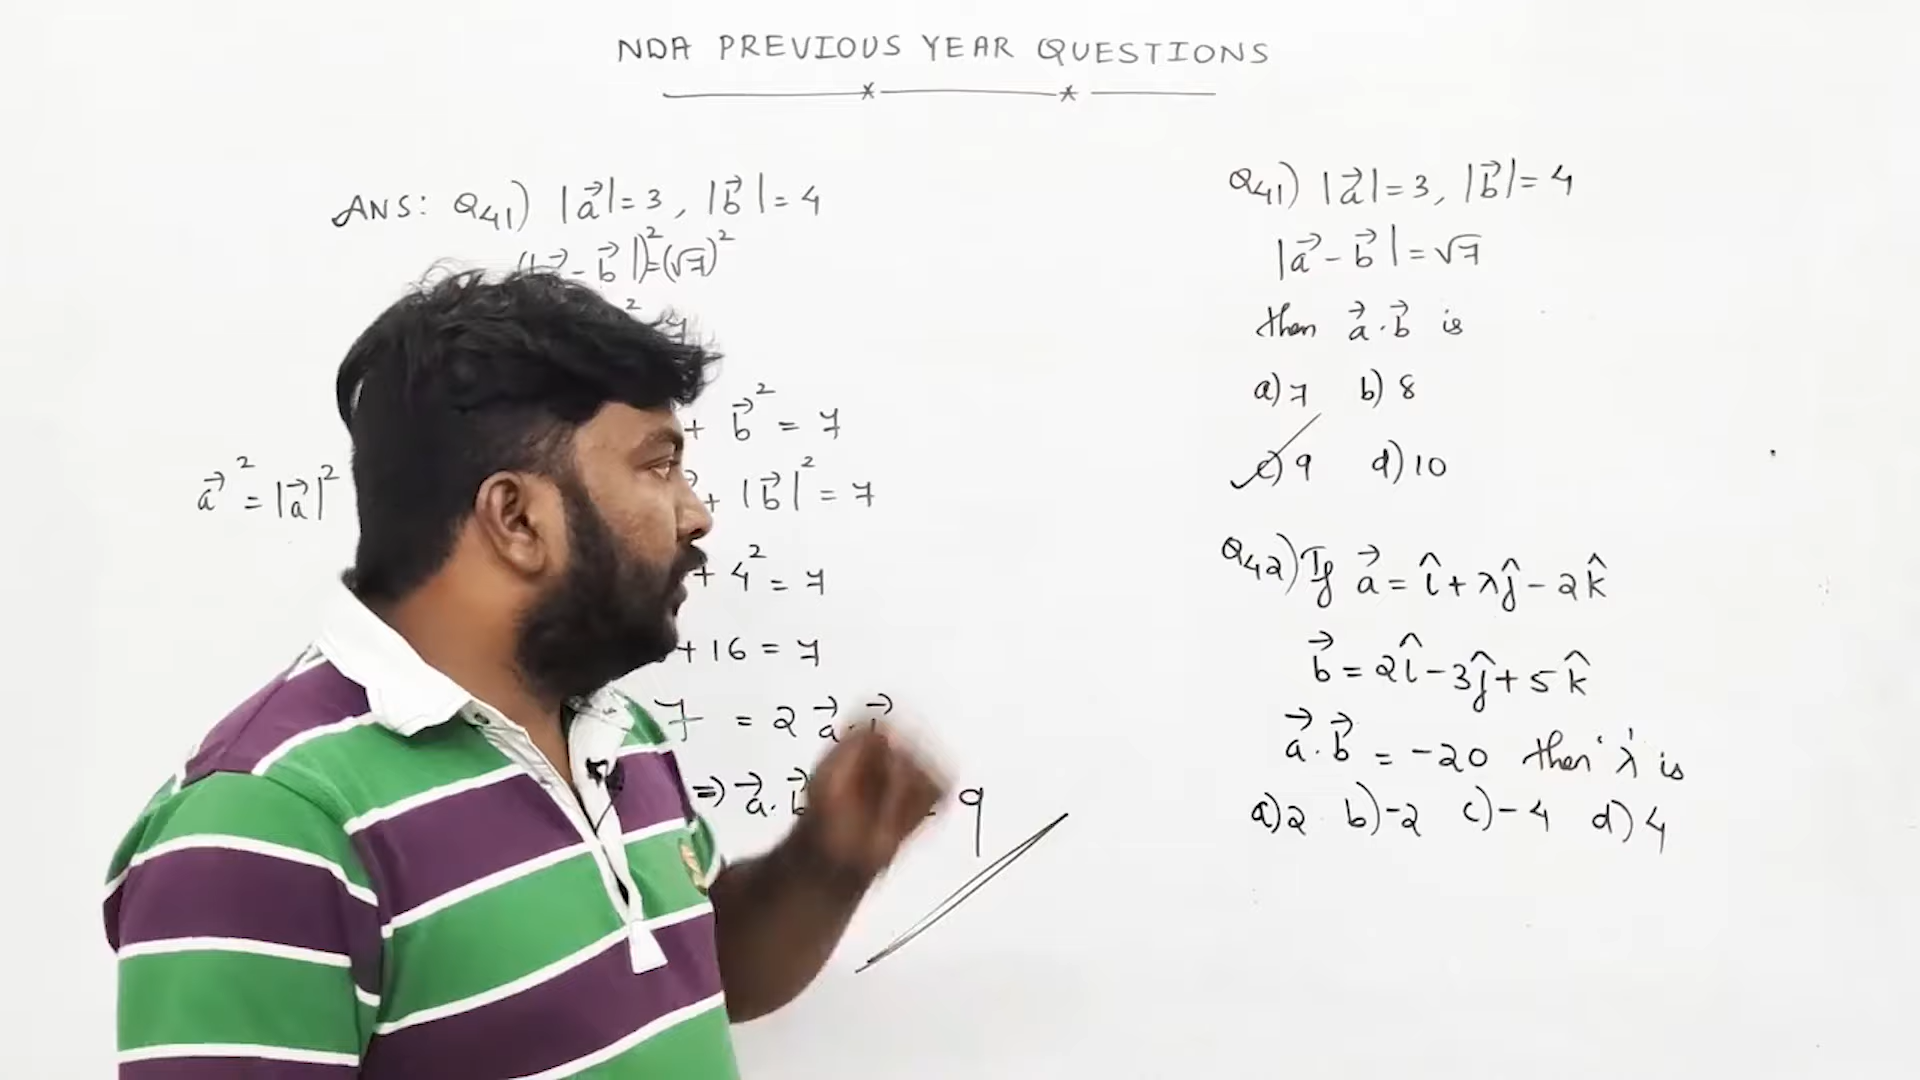 NDA PREVIOUS YEAR QUESTIONS
ANS: Q41) |a⃗| = 3, |b⃗| = 4
- b⃗|)² = (√7)²
² 7
+ b⃗² = 7
a⃗² = |a⃗|²
+ |b⃗|² = 7
+ 4² = 7
+ 16 = 7
7 = 2 a⃗.
=> a⃗. b⃗ = 9
Q41) |a⃗| = 3, |b⃗| = 4
|a⃗ - b⃗| = √7
then a⃗ . b⃗ is
a) 7 b) 8
c) 9 d) 10
Q42) If a⃗ = î + λĵ - 2k̂
b⃗ = 2î - 3ĵ + 5k̂
a⃗ . b⃗ = -20 then 'λ' is
a) 2 b) -2 c) -4 d) 4